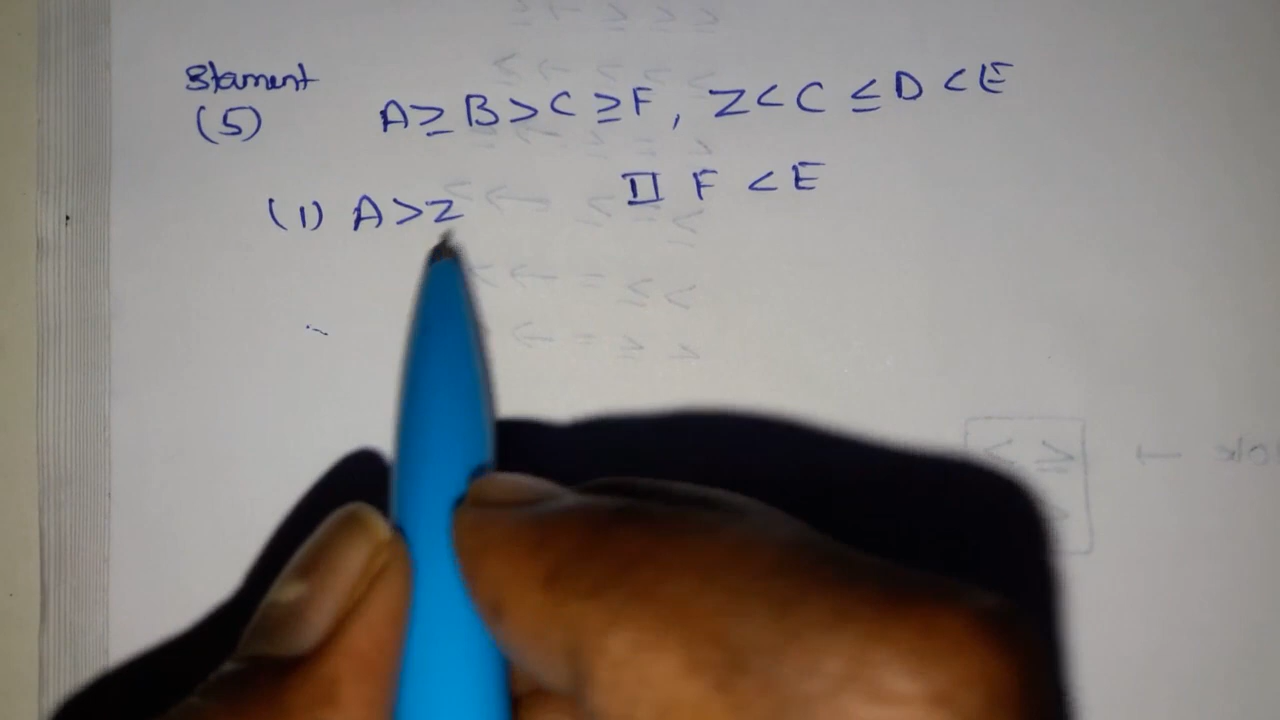 Stament
(5) A ≥ B > C ≥ F, Z < C ≤ D < E
(1) A > Z II F < E